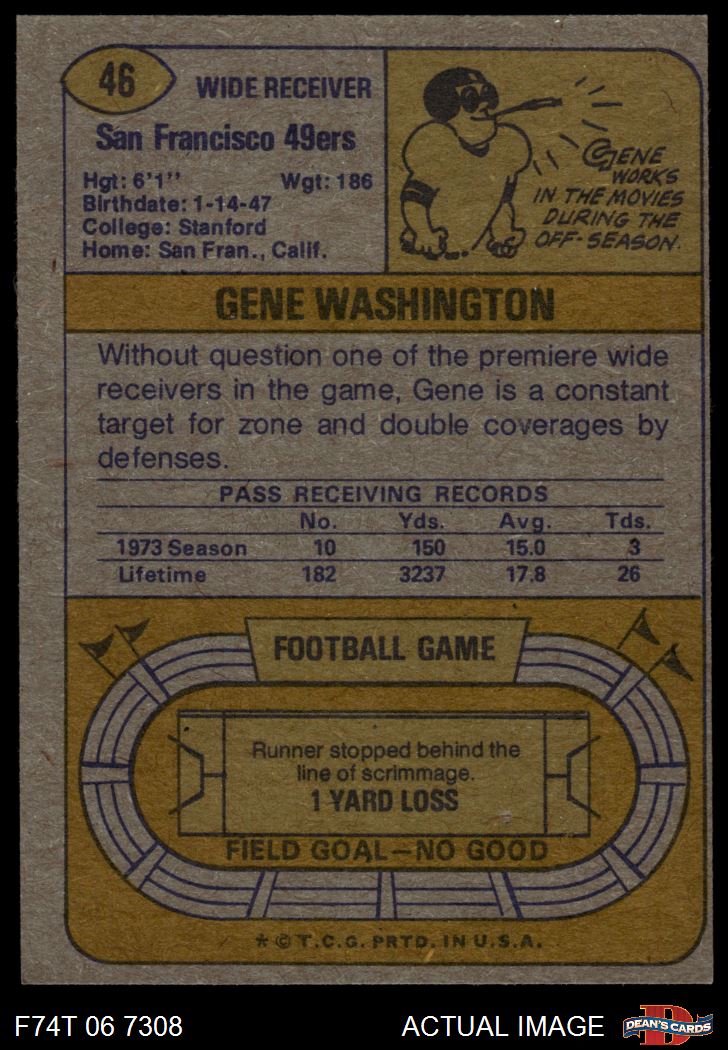 46
WIDE RECEIVER
San Francisco 49ers
Hgt: 6'1'' Wgt: 186
Birthdate: 1-14-47
College: Stanford
Home: San Fran., Calif.
GENE
WORKS
IN THE MOVIES
DURING THE
OFF-SEASON.
GENE WASHINGTON
Without question one of the premiere wide
receivers in the game, Gene is a constant
target for zone and double coverages by
defenses.
PASS RECEIVING RECORDS
No. Yds. Avg. Tds.
1973 Season 10 150 15.0 3
Lifetime 182 3237 17.8 26
FOOTBALL GAME
Runner stopped behind the
line of scrimmage.
1 YARD LOSS
FIELD GOAL—NO GOOD
* © T.C.G. PRTD. IN U.S.A.
F74T 06 7308 ACTUAL IMAGE
D
DEAN'S CARDS